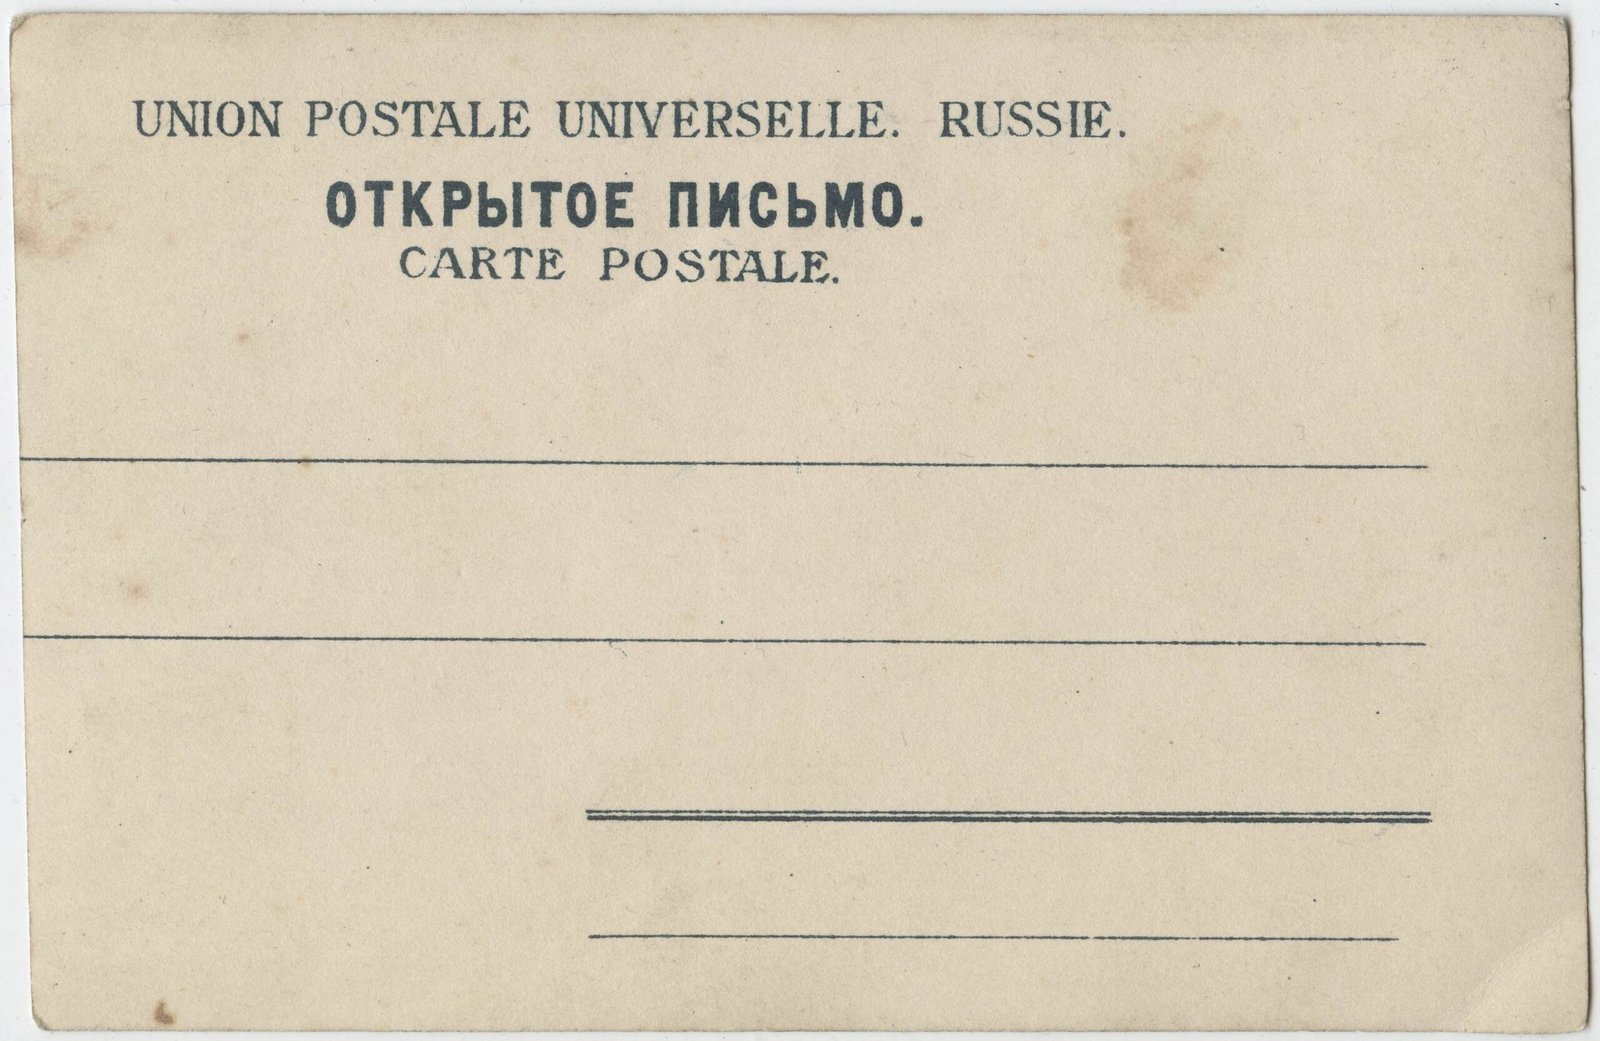 UNION POSTALE UNIVERSELLE. RUSSIE.
ОТКРЫТОЕ ПИСЬМО.
CARTE POSTALE.